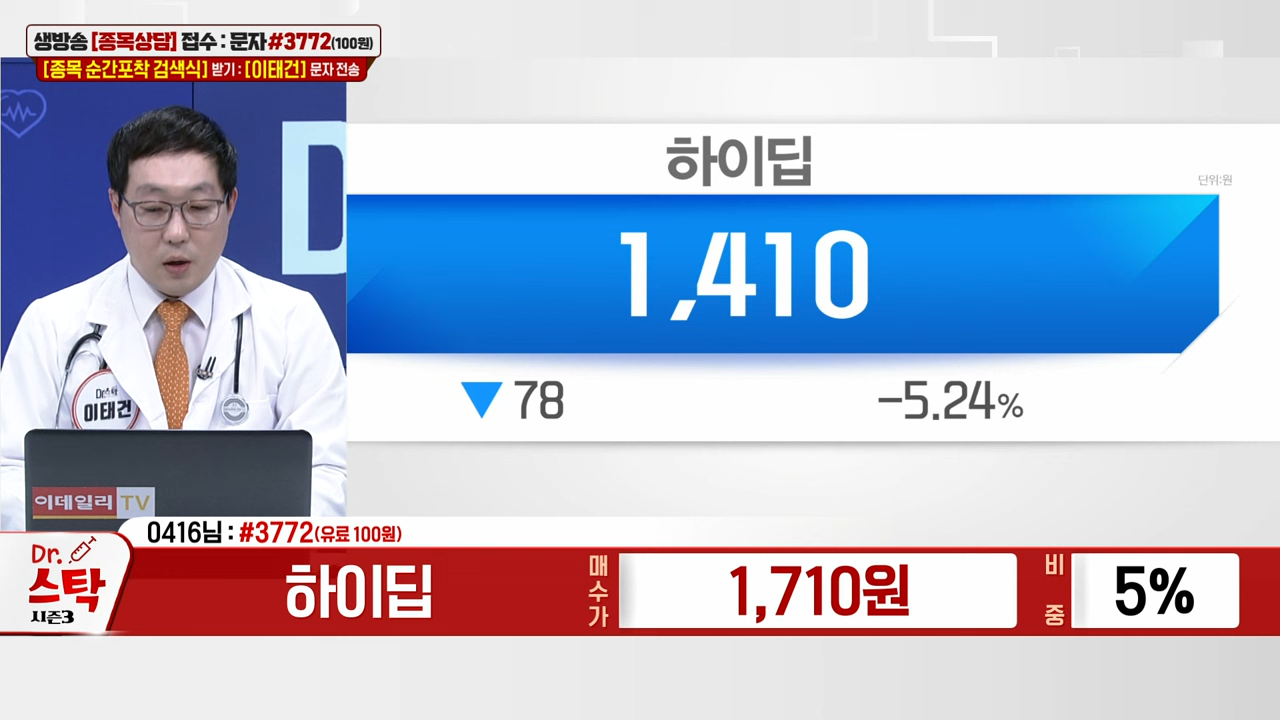 생방송 [종목상담] 접수 : 문자#3772(100원)
[종목 순간포착 검색식] 받기 : [이태건] 문자 전송
D
하이딥
단위:원
1,410
▼ 78
-5.24%
Dr.스탁
이태건
이데일리 TV
0416님 : #3772(유료 100원)
Dr.
스탁
시즌3
하이딥
매수가
1,710원
비중
5%